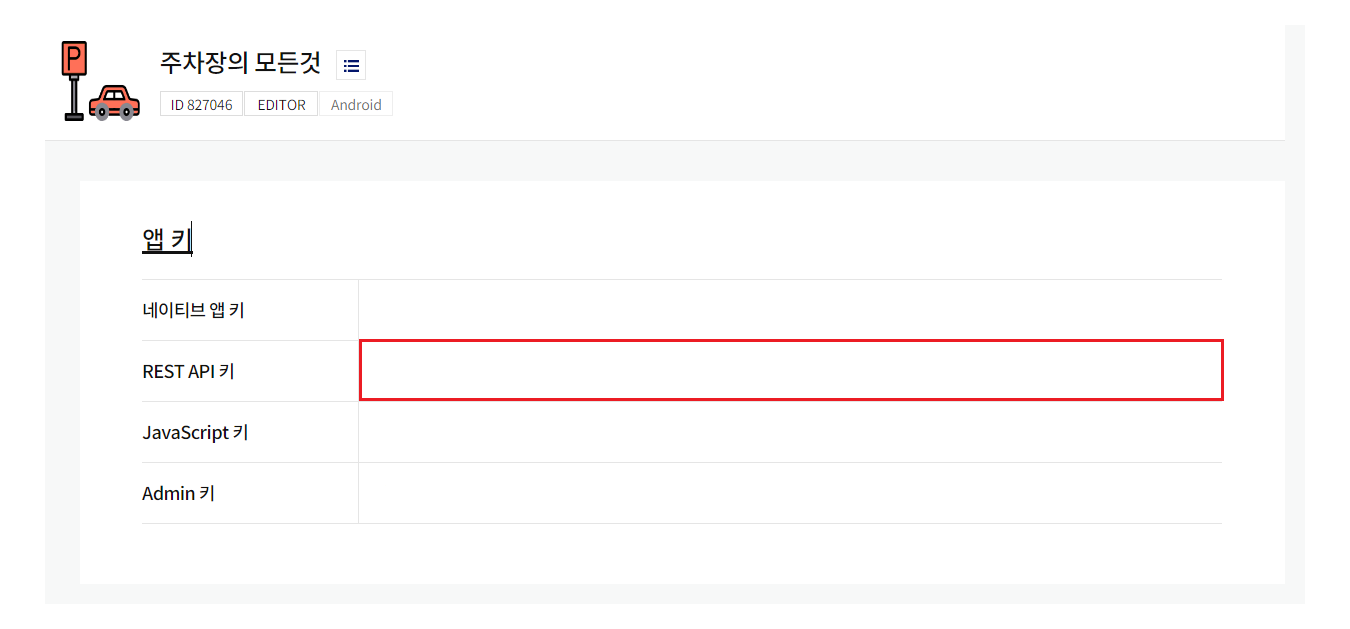 P
주차장의 모든것
ID 827046 EDITOR Android
앱 키
네이티브 앱 키
REST API 키
JavaScript 키
Admin 키